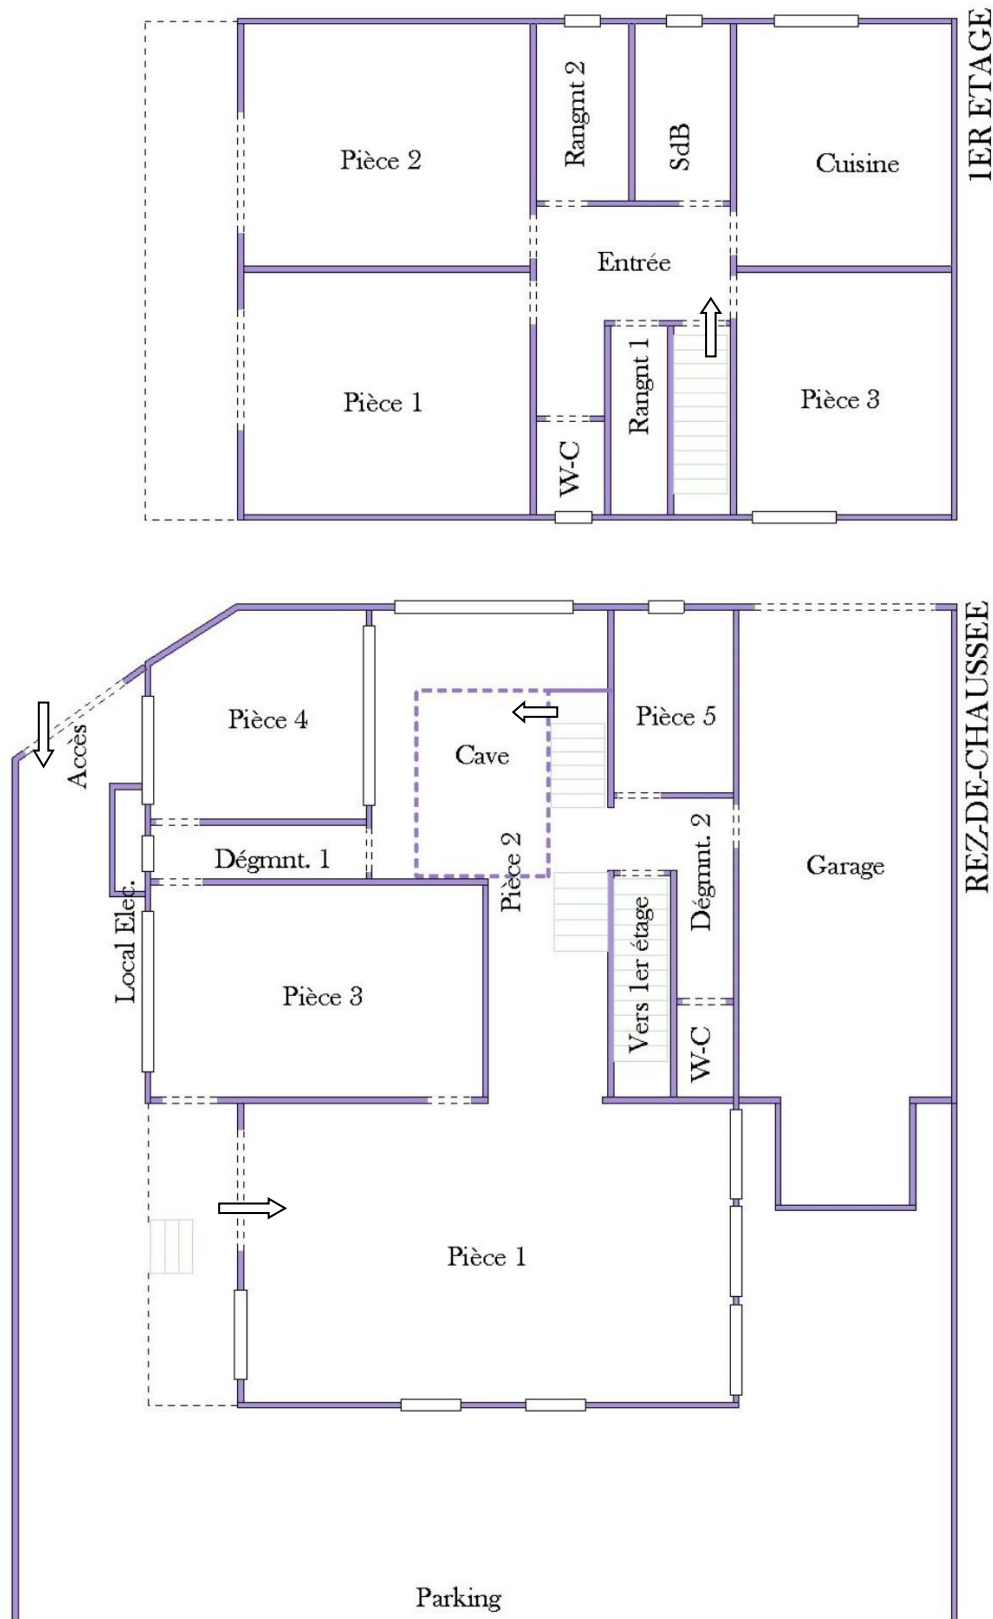 1ER ETAGE
Rangmt 2
SdB
Pièce 2
Cuisine
Entrée
Rangnt 1
Pièce 1
Pièce 3
W-C
REZ-DE-CHAUSSEE
Pièce 4
Pièce 5
Accès
Cave
Dégmnt. 1
Pièce 2
Dégmnt. 2
Garage
Local Elec.
Vers 1er étage
Pièce 3
W-C
Pièce 1
Parking